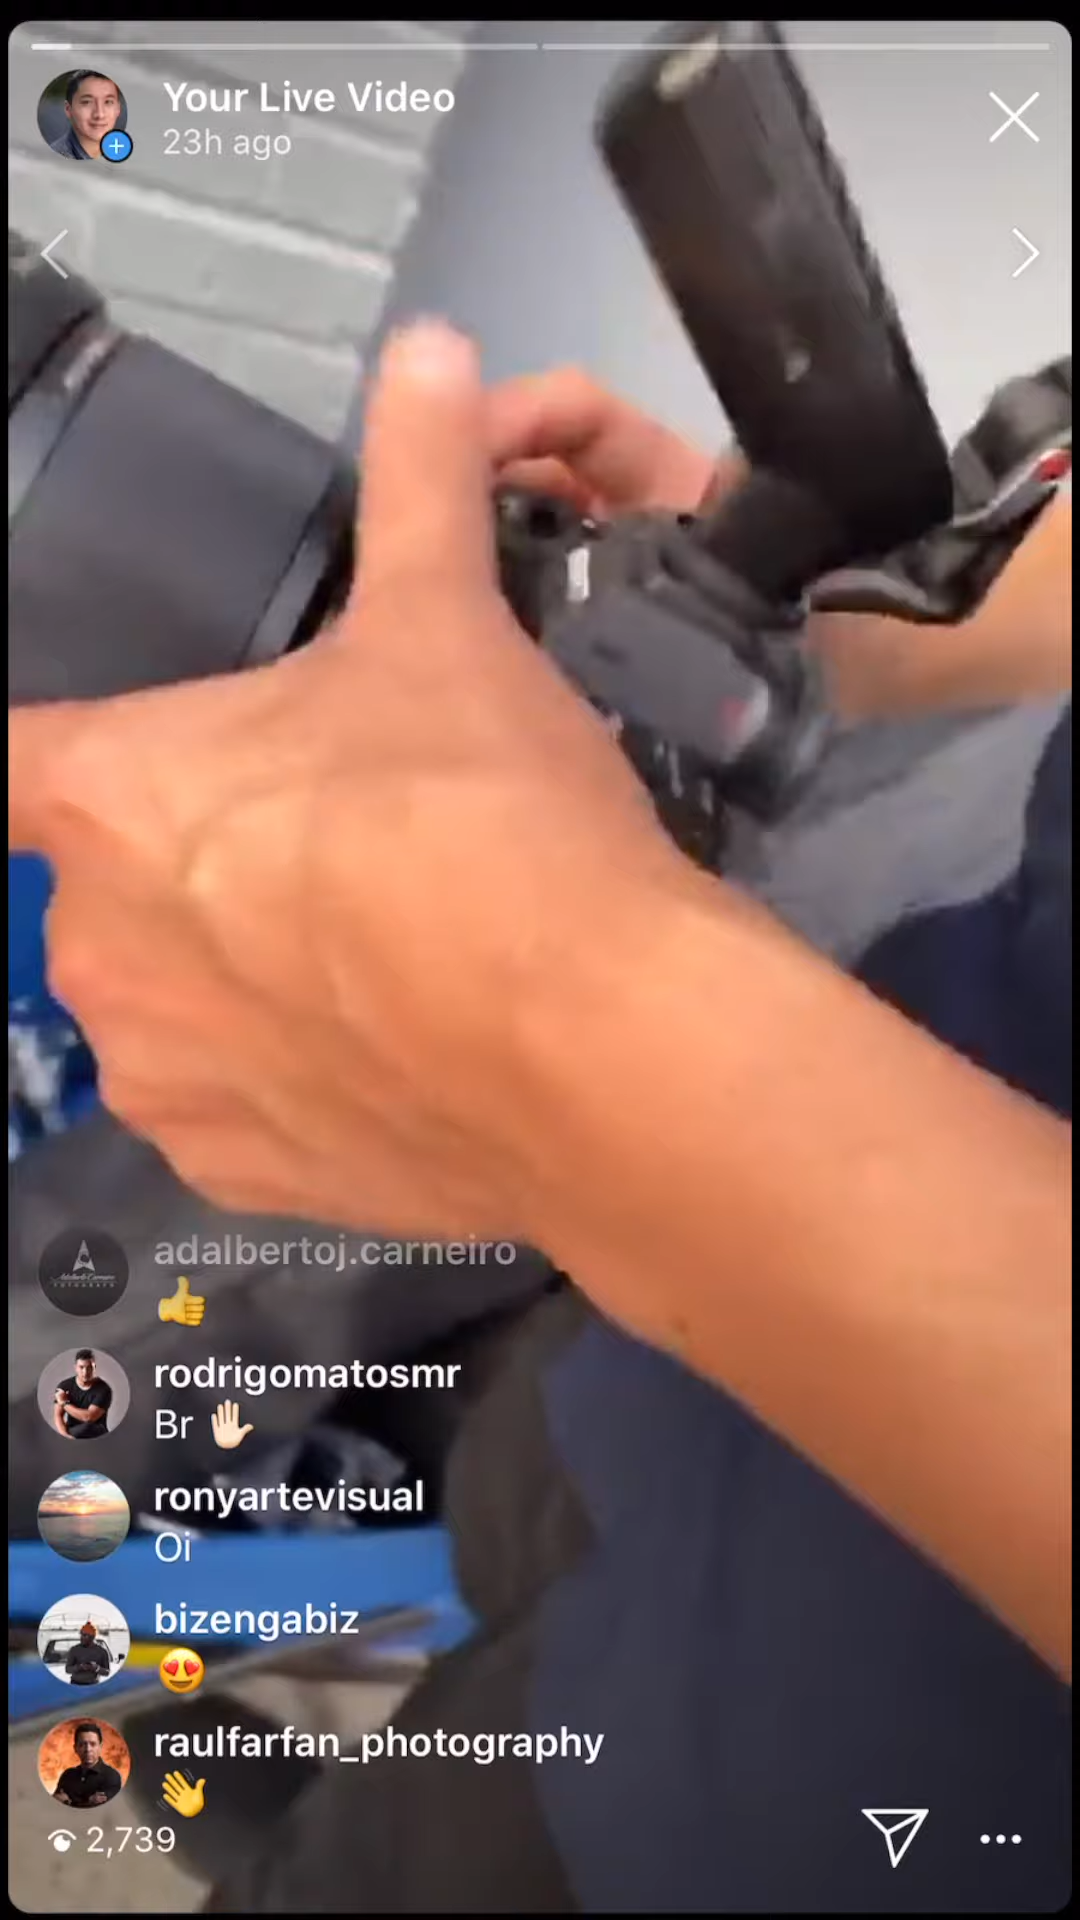 Your Live Video
23h ago
adalbertoj.carneiro
👍
rodrigomatosmr
Br 🤚🏻
ronyartevisual
Oi
bizengabiz
😍
raulfarfan_photography
👋
2,739